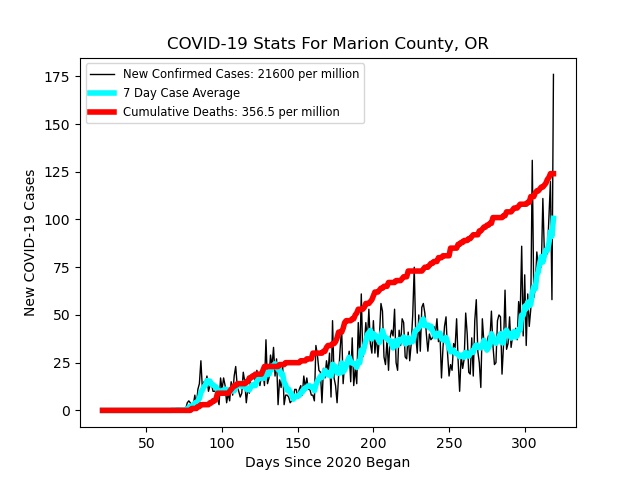 COVID-19 Stats For Marion County, OR
New Confirmed Cases: 21600 per million
7 Day Case Average
Cumulative Deaths: 356.5 per million
New COVID-19 Cases
175
150
125
100
75
50
25
0
50 100 150 200 250 300
Days Since 2020 Began